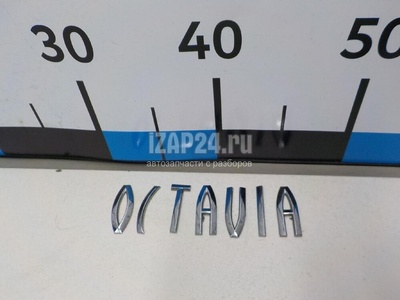 30 40 50
iZAP24.ru
автозапчасти с разборов
OCTAVIA